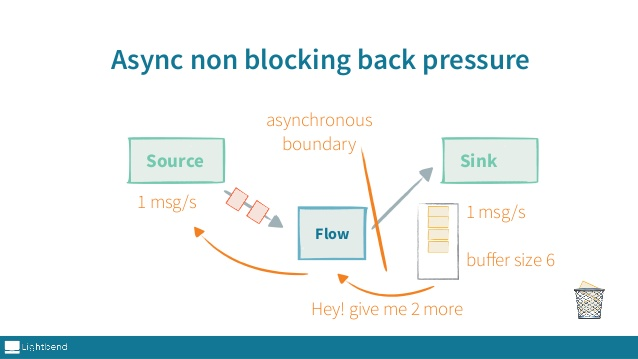 Async non blocking back pressure
asynchronous
boundary
Source
Sink
1 msg/s
1 msg/s
Flow
buffer size 6
Hey! give me 2 more
Lightbend